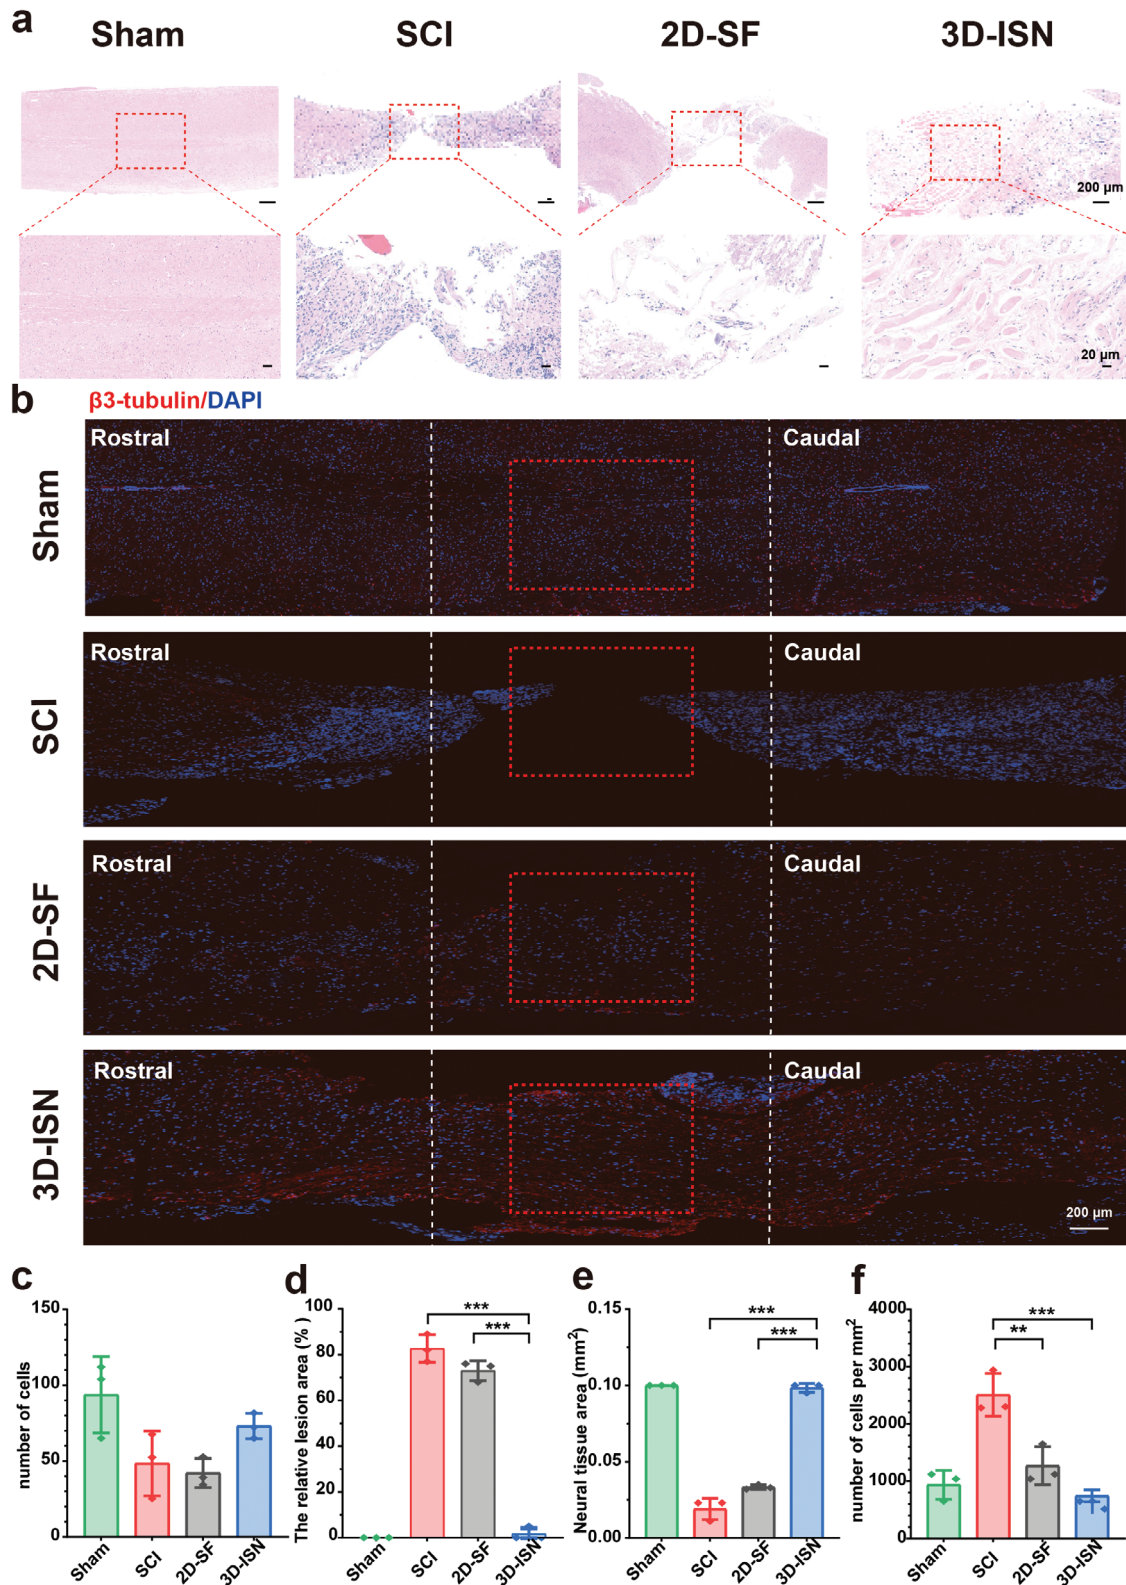 a
Sham
SCI
2D-SF
3D-ISN
200 μm
20 μm
b
β3-tubulin/DAPI
Sham
Rostral
Caudal
SCI
Rostral
Caudal
2D-SF
Rostral
Caudal
3D-ISN
Rostral
Caudal
200 μm
c
number of cells
150
100
50
0
Sham
SCI
2D-SF
3D-ISN
d
The relative lesion area (%)
100
80
60
40
20
0
***
***
Sham
SCI
2D-SF
3D-ISN
e
Neural tissue area (mm²)
0.15
0.10
0.05
0.00
***
***
Sham
SCI
2D-SF
3D-ISN
f
number of cells per mm²
4000
3000
2000
1000
0
***
**
Sham
SCI
2D-SF
3D-ISN